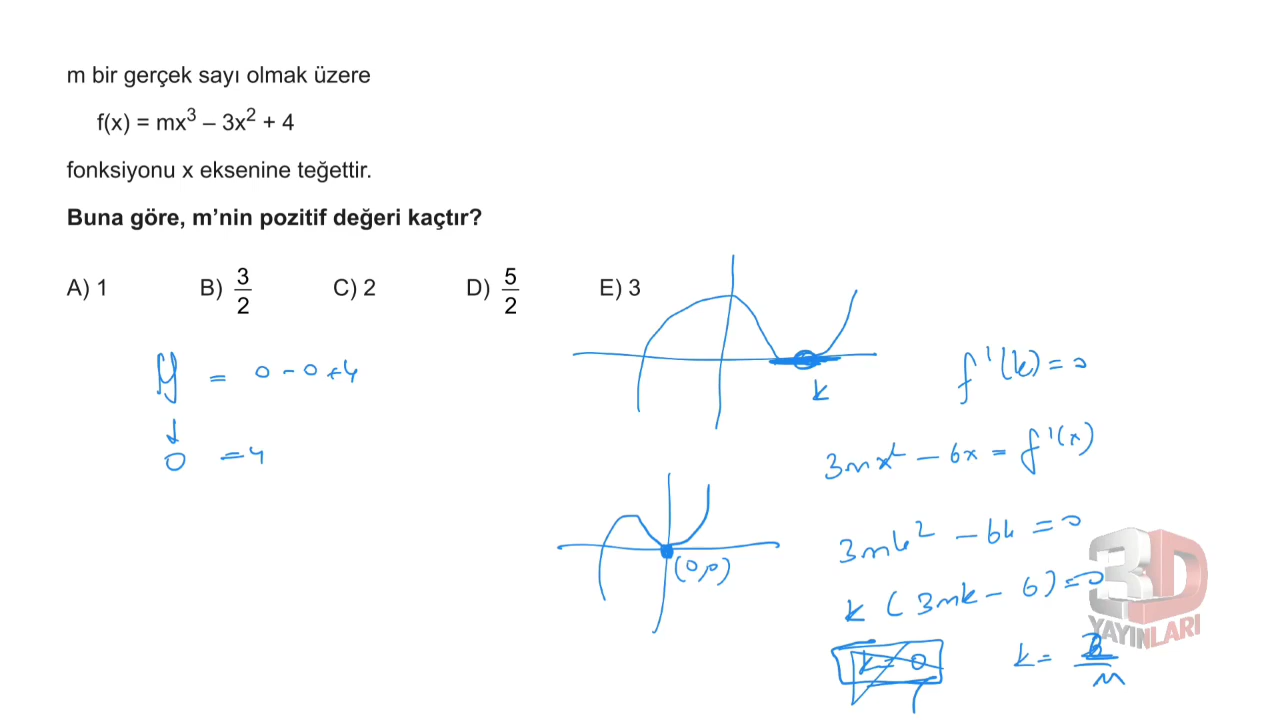 m bir gerçek sayı olmak üzere
f(x) = mx³ – 3x² + 4
fonksiyonu x eksenine teğettir.
Buna göre, m’nin pozitif değeri kaçtır?
A) 1 B) 3/2 C) 2 D) 5/2 E) 3
y = 0 - 0 + 4
0 = 4
k
(0,0)
f'(k) = 0
3mx² - 6x = f'(x)
3mk² - 6k = 0
k (3mk - 6) = 0
k = 0
k = 2/m
3D
YAYINLARI